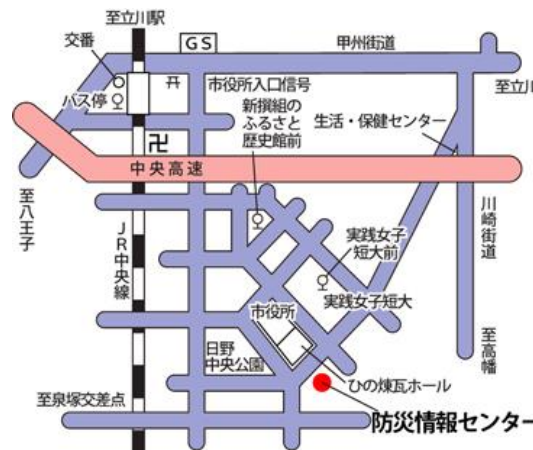 至立川駅
交番
GS
甲州街道
至立川
バス停
市役所入口信号
新撰組の
ふるさと
歴史館前
生活・保健センター
中央高速
至八王子
JR中央線
川崎街道
実践女子
短大前
実践女子短大
市役所
日野
中央公園
至高幡
ひの煉瓦ホール
至泉塚交差点
防災情報センター